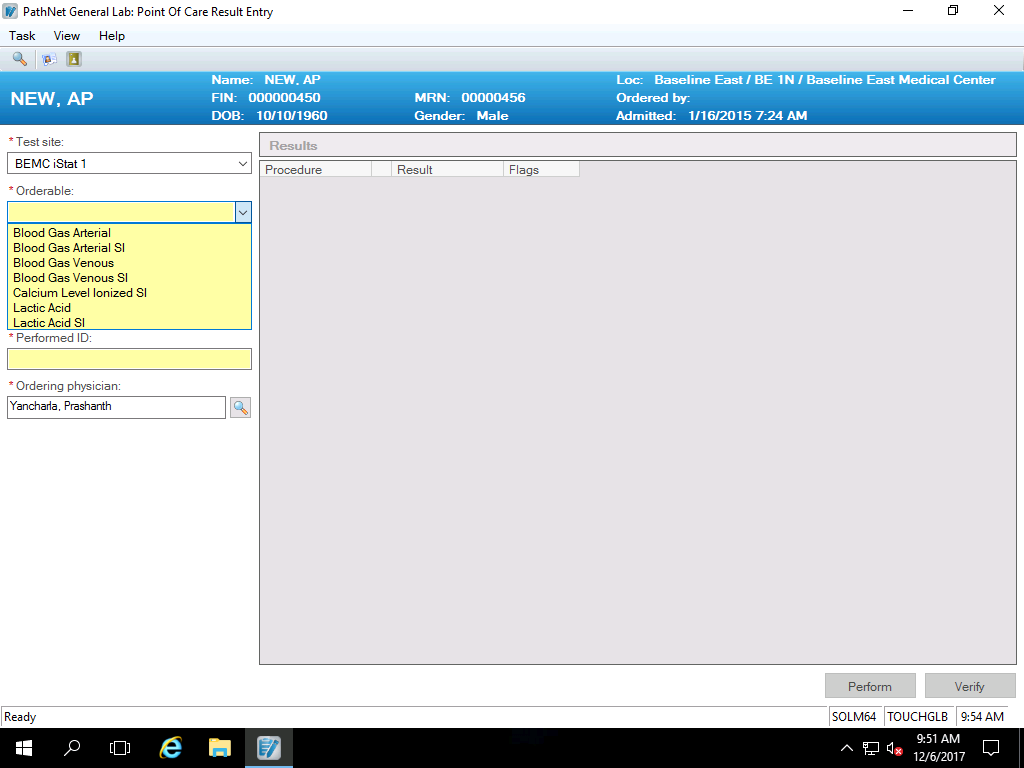 PathNet General Lab: Point Of Care Result Entry
Task View Help
NEW, AP
Name: NEW, AP
FIN: 000000450
DOB: 10/10/1960
MRN: 00000456
Gender: Male
Loc: Baseline East / BE 1N / Baseline East Medical Center
Ordered by:
Admitted: 1/16/2015 7:24 AM
* Test site:
BEMC iStat 1
* Orderable:
Blood Gas Arterial
Blood Gas Arterial SI
Blood Gas Venous
Blood Gas Venous SI
Calcium Level Ionized SI
Lactic Acid
Lactic Acid SI
* Performed ID:
* Ordering physician:
Yancharla, Prashanth
Results
Procedure Result Flags
Perform Verify
Ready SOLM64 TOUCHGLB 9:54 AM
9:51 AM
12/6/2017